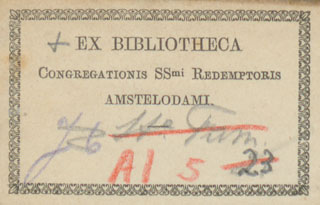 + EX BIBLIOTHECA
CONGREGATIONIS SSmi REDEMPTORIS
AMSTELODAMI.
A1 5 23